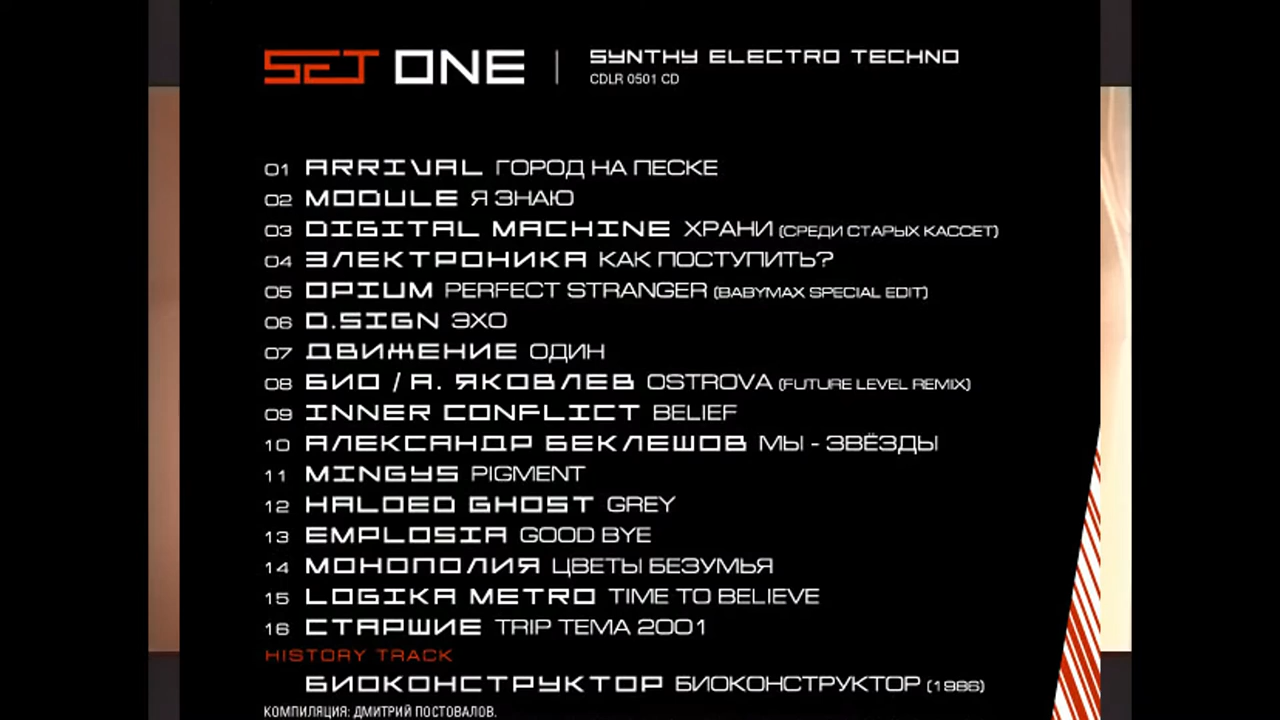 SET ONE | SYNTHY ELECTRO TECHNO
CDLR 0501 CD
01 ARRIVAL ГОРОД НА ПЕСКЕ
02 MODULE Я ЗНАЮ
03 DIGITAL MACHINE ХРАНИ (СРЕДИ СТАРЫХ КАССЕТ)
04 ЭЛЕКТРОНИКА КАК ПОСТУПИТЬ?
05 OPIUM PERFECT STRANGER (BABYMAX SPECIAL EDIT)
06 D.SIGN ЭХО
07 ДВИЖЕНИЕ ОДИН
08 БИО / А. ЯКОВЛЕВ OSTROVA (FUTURE LEVEL REMIX)
09 INNER CONFLICT BELIEF
10 АЛЕКСАНДР БЕКЛЕШОВ МЫ - ЗВЁЗДЫ
11 MINGYS PIGMENT
12 HALOED GHOST GREY
13 EMPLOSIA GOOD BYE
14 МОНОПОЛИЯ ЦВЕТЫ БЕЗУМЬЯ
15 LOGIKA METRO TIME TO BELIEVE
16 СТАРШИЕ TRIP ТЕМА 2001
HISTORY TRACK
БИОКОНСТРУКТОР БИОКОНСТРУКТОР (1986)
КОМПИЛЯЦИЯ: ДМИТРИЙ ПОСТОВАЛОВ.